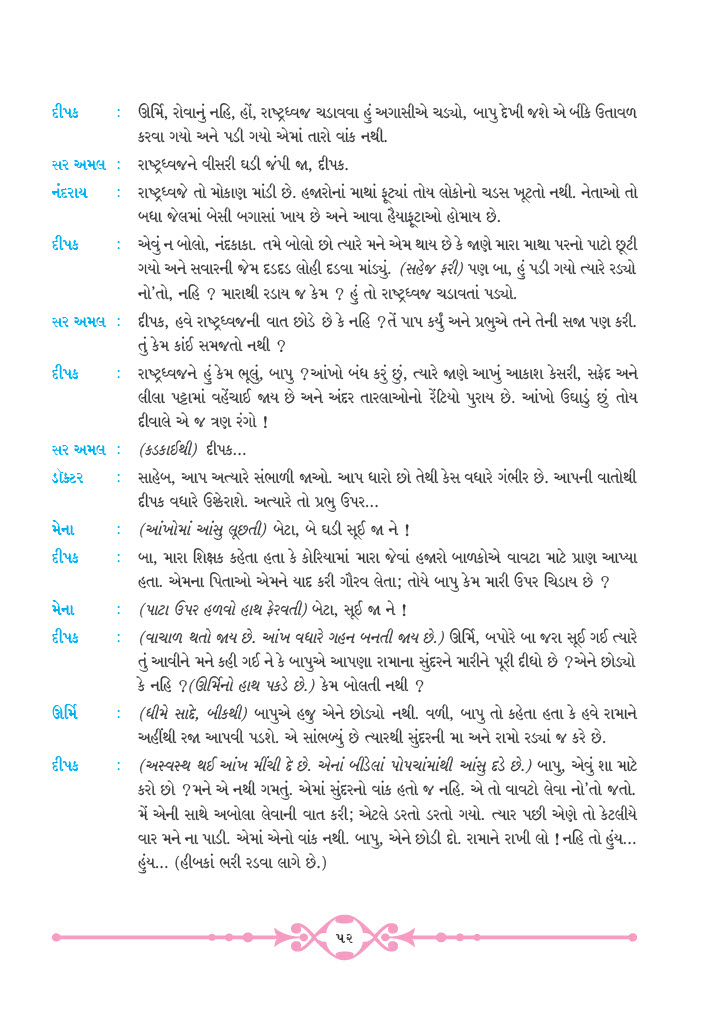 દીપક : ઊર્મિ, રોવાનું નહિ, હોં, રાષ્ટ્રધ્વજ ચડાવવા હું અગાસીએ ચડ્યો, બાપુ દેખી જશે એ બીકે ઉતાવળ
કરવા ગયો અને પડી ગયો એમાં તારો વાંક નથી.
સર અમલ : રાષ્ટ્રધ્વજને વીસરી ઘડી જંપી જા, દીપક.
નંદરાય : રાષ્ટ્રધ્વજે તો મોકાણ માંડી છે. હજારોનાં માથાં ફૂટ્યાં તોય લોકોનો ચડસ ખૂટતો નથી. નેતાઓ તો
બધા જેલમાં બેસી બગાસાં ખાય છે અને આવા હૈયાફૂટાઓ હોમાય છે.
દીપક : એવું ન બોલો, નંદકાકા. તમે બોલો છો ત્યારે મને એમ થાય છે કે જાણે મારા માથા પરનો પાટો છૂટી
ગયો અને સવારની જેમ દડદડ લોહી દડવા માંડ્યું. (સહેજ ફરી) પણ બા, હું પડી ગયો ત્યારે રડ્યો
નો'તો, નહિ ? મારાથી રડાય જ કેમ ? હું તો રાષ્ટ્રધ્વજ ચડાવતાં પડ્યો.
સર અમલ : દીપક, હવે રાષ્ટ્રધ્વજની વાત છોડે છે કે નહિ ? તેં પાપ કર્યું અને પ્રભુએ તને તેની સજા પણ કરી.
તું કેમ કાંઈ સમજતો નથી ?
દીપક : રાષ્ટ્રધ્વજને હું કેમ ભૂલું, બાપુ ? આંખો બંધ કરું છું, ત્યારે જાણે આખું આકાશ કેસરી, સફેદ અને
લીલા પટ્ટામાં વહેંચાઈ જાય છે અને અંદર તારલાઓનો રેંટિયો પુરાય છે. આંખો ઉઘાડું છું તોય
દીવાલે એ જ ત્રણ રંગો !
સર અમલ : (કડકાઈથી) દીપક...
ડૉક્ટર : સાહેબ, આપ અત્યારે સંભાળી જાઓ. આપ ધારો છો તેથી કેસ વધારે ગંભીર છે. આપની વાતોથી
દીપક વધારે ઉશ્કેરાશે. અત્યારે તો પ્રભુ ઉપર...
મેના : (આંખોમાં આંસુ લૂછતી) બેટા, બે ઘડી સૂઈ જા ને !
દીપક : બા, મારા શિક્ષક કહેતા હતા કે કોરિયામાં મારા જેવાં હજારો બાળકોએ વાવટા માટે પ્રાણ આપ્યા
હતા. એમના પિતાઓ એમને યાદ કરી ગૌરવ લેતા; તોયે બાપુ કેમ મારી ઉપર ચિડાય છે ?
મેના : (પાટા ઉપર હળવો હાથ ફેરવતી) બેટા, સૂઈ જા ને !
દીપક : (વાચાળ થતો જાય છે. આંખ વધારે ગહન બનતી જાય છે.) ઊર્મિ, બપોરે બા જરા સૂઈ ગઈ ત્યારે
તું આવીને મને કહી ગઈ ને કે બાપુએ આપણા રામાના સુંદરને મારીને પૂરી દીધો છે ? એને છોડ્યો
કે નહિ ? (ઊર્મિનો હાથ પકડે છે.) કેમ બોલતી નથી ?
ઊર્મિ : (ધીમે સાદે, બીકથી) બાપુએ હજુ એને છોડ્યો નથી. વળી, બાપુ તો કહેતા હતા કે હવે રામાને
અહીંથી રજા આપવી પડશે. એ સાંભળ્યું છે ત્યારથી સુંદરની મા અને રામો રડ્યાં જ કરે છે.
દીપક : (અસ્વસ્થ થઈ આંખ મીંચી દે છે. એનાં બીડેલાં પોપચાંમાંથી આંસુ દડે છે.) બાપુ, એવું શા માટે
કરો છો ? મને એ નથી ગમતું. એમાં સુંદરનો વાંક હતો જ નહિ. એ તો વાવટો લેવા નો'તો જતો.
મેં એની સાથે અબોલા લેવાની વાત કરી; એટલે ડરતો ડરતો ગયો. ત્યાર પછી એણે તો કેટલીયે
વાર મને ના પાડી. એમાં એનો વાંક નથી. બાપુ, એને છોડી દો. રામાને રાખી લો ! નહિ તો હુંય...
હુંય... (હીબકાં ભરી રડવા લાગે છે.)
૫૨